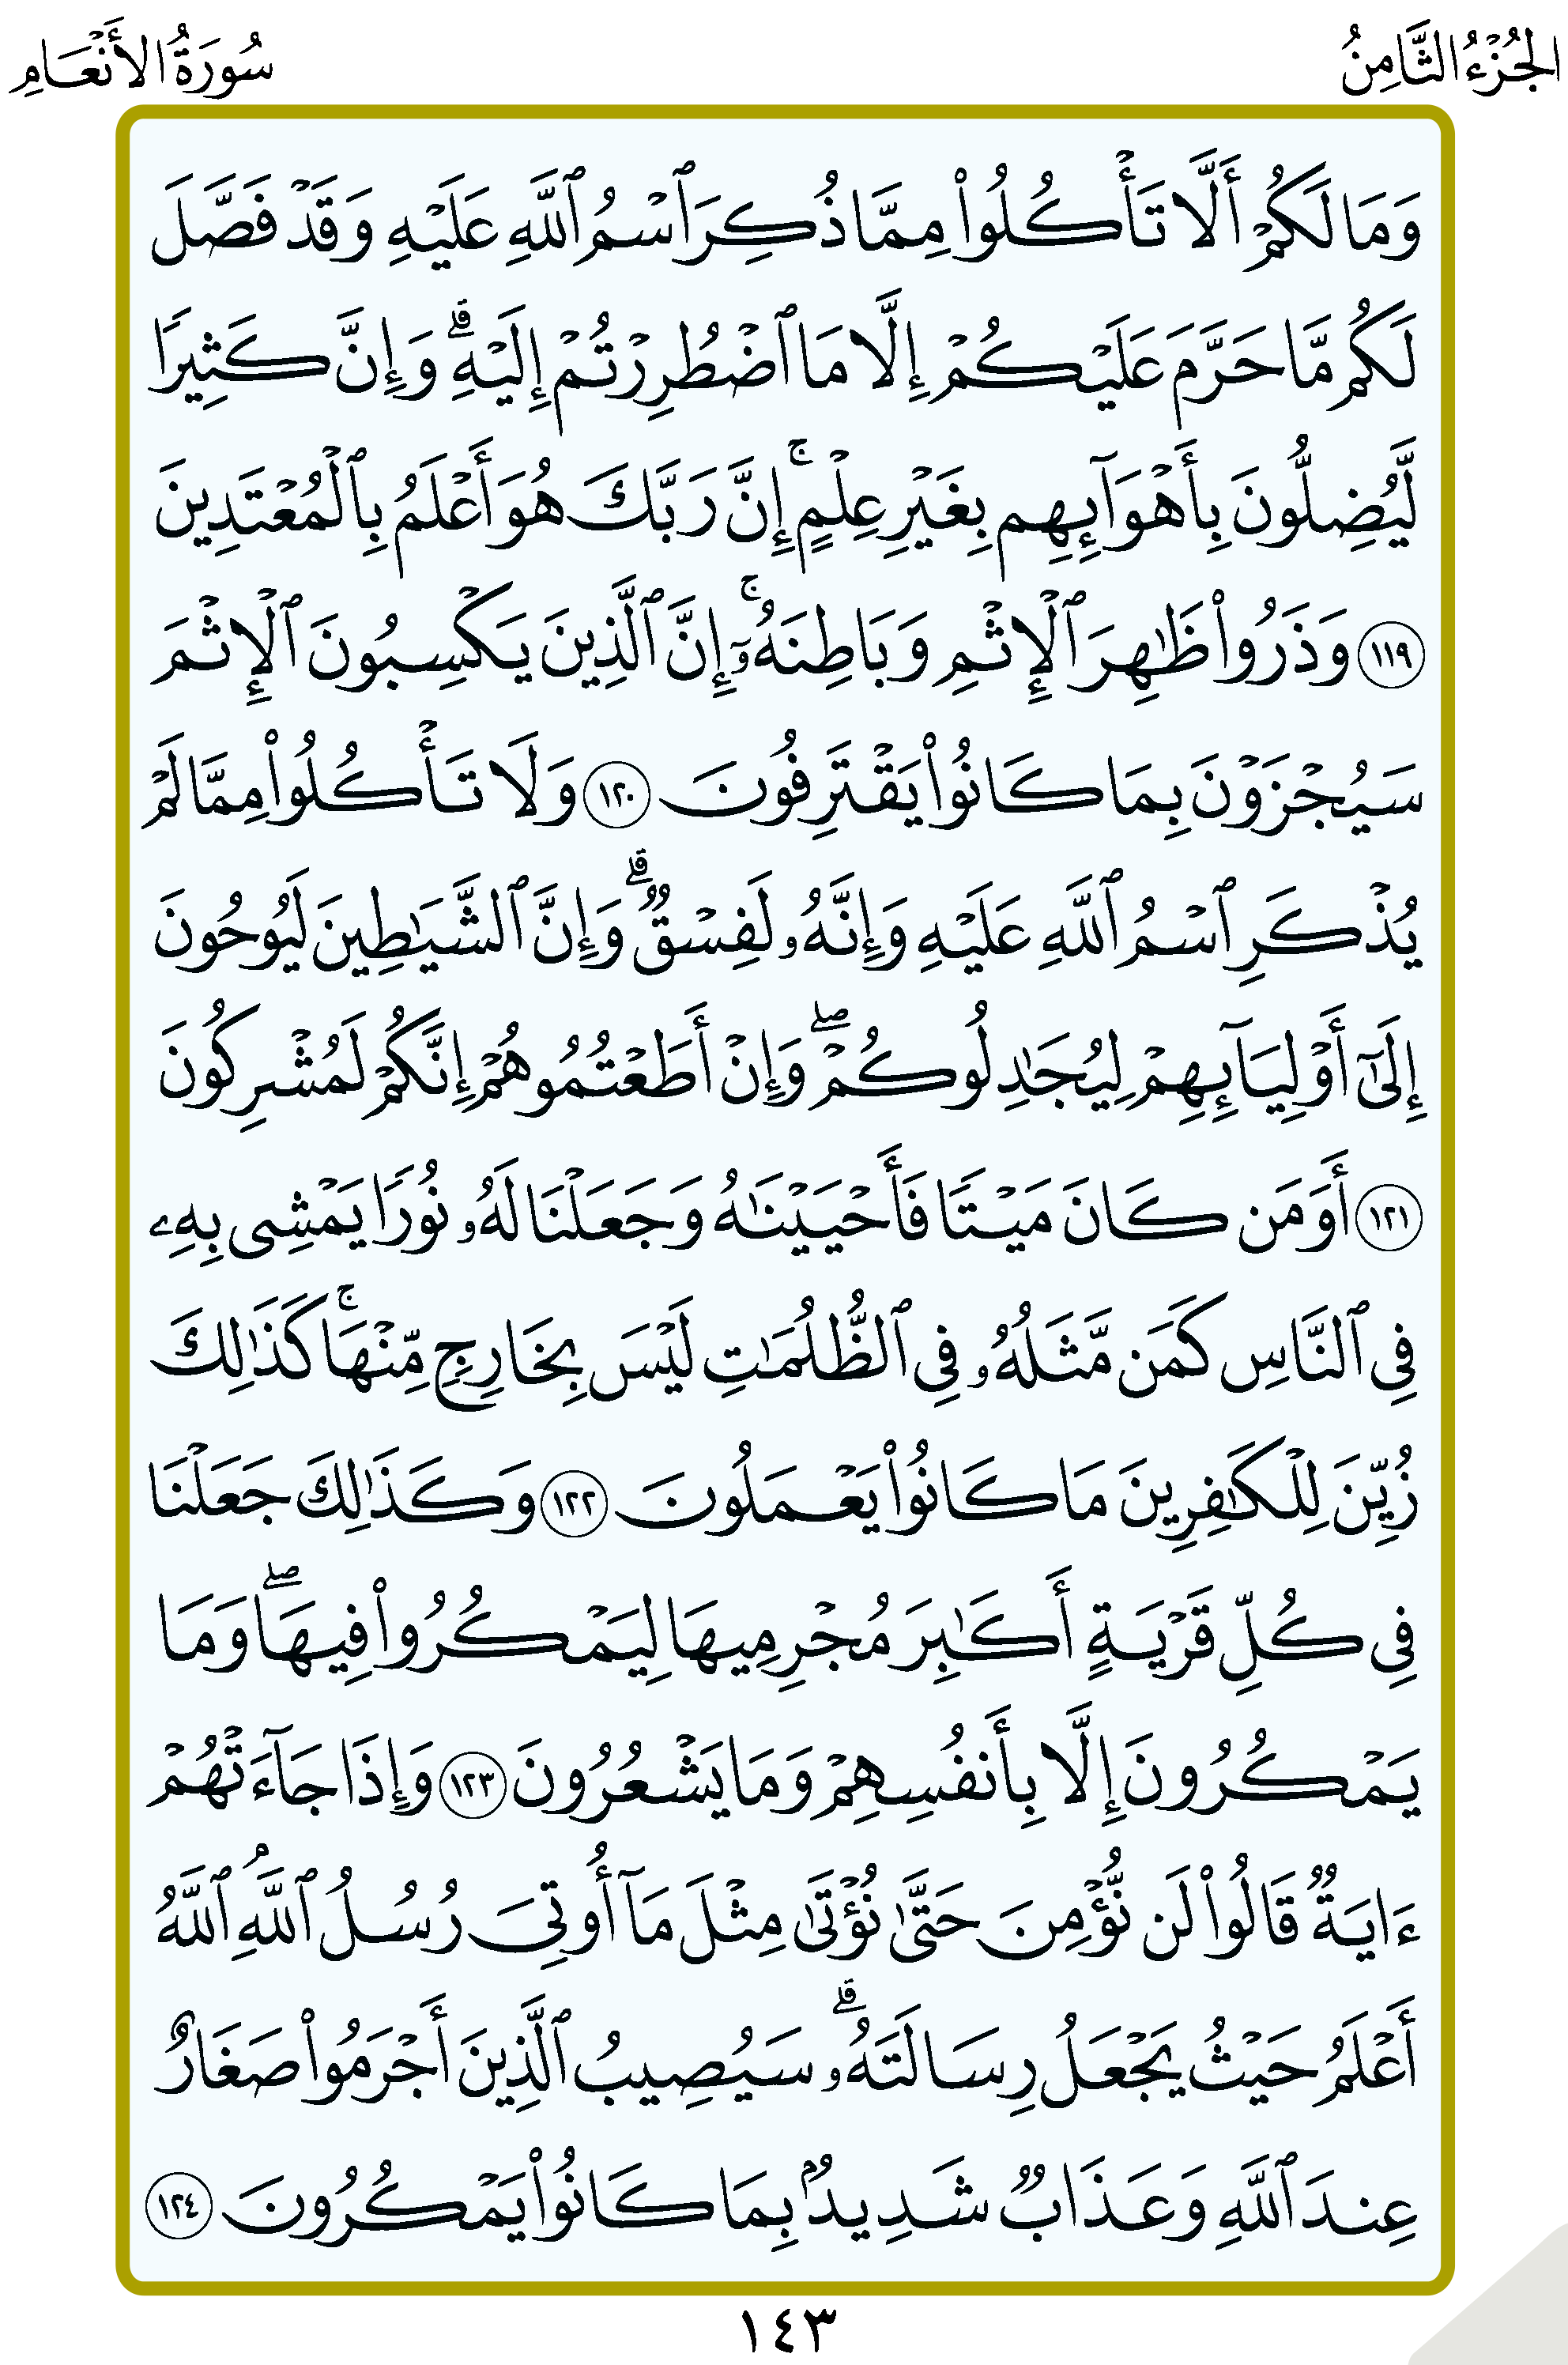 الجُزْءُ الثَّامِنُ
سُورَةُ الأَنْعَامِ
وَمَا لَكُمْ أَلَّا تَأْكُلُوا۟ مِمَّا ذُكِرَ ٱسْمُ ٱللَّهِ عَلَيْهِ وَقَدْ فَصَّلَ
لَكُم مَّا حَرَّمَ عَلَيْكُمْ إِلَّا مَا ٱضْطُرِرْتُمْ إِلَيْهِ ۗ وَإِنَّ كَثِيرًا
لَّيُضِلُّونَ بِأَهْوَآئِهِم بِغَيْرِ عِلْمٍ ۚ إِنَّ رَبَّكَ هُوَ أَعْلَمُ بِٱلْمُعْتَدِينَ
١١٩ وَذَرُوا۟ ظَٰهِرَ ٱلْإِثْمِ وَبَاطِنَهُۥٓ ۚ إِنَّ ٱلَّذِينَ يَكْسِبُونَ ٱلْإِثْمَ
سَيُجْزَوْنَ بِمَا كَانُوا۟ يَقْتَرِفُونَ ١٢٠ وَلَا تَأْكُلُوا۟ مِمَّا لَمْ
يُذْكَرِ ٱسْمُ ٱللَّهِ عَلَيْهِ وَإِنَّهُۥ لَفِسْقٌ ۗ وَإِنَّ ٱلشَّيَٰطِينَ لَيُوحُونَ
إِلَىٰٓ أَوْلِيَآئِهِمْ لِيُجَٰدِلُوكُمْ ۖ وَإِنْ أَطَعْتُمُوهُمْ إِنَّكُمْ لَمُشْرِكُونَ
١٢١ أَوَمَن كَانَ مَيْتًا فَأَحْيَيْنَٰهُ وَجَعَلْنَا لَهُۥ نُورًا يَمْشِى بِهِۦ
فِى ٱلنَّاسِ كَمَن مَّثَلُهُۥ فِى ٱلظُّلُمَٰتِ لَيْسَ بِخَارِجٍ مِّنْهَا ۚ كَذَٰلِكَ
زُيِّنَ لِلْكَٰفِرِينَ مَا كَانُوا۟ يَعْمَلُونَ ١٢٢ وَكَذَٰلِكَ جَعَلْنَا
فِى كُلِّ قَرْيَةٍ أَكَٰبِرَ مُجْرِمِيهَا لِيَمْكُرُوا۟ فِيهَا ۖ وَمَا
يَمْكُرُونَ إِلَّا بِأَنفُسِهِمْ وَمَا يَشْعُرُونَ ١٢٣ وَإِذَا جَآءَتْهُمْ
ءَايَةٌ قَالُوا۟ لَن نُّؤْمِنَ حَتَّىٰ نُؤْتَىٰ مِثْلَ مَآ أُوتِىَ رُسُلُ ٱللَّهِ ۘ ٱللَّهُ
أَعْلَمُ حَيْثُ يَجْعَلُ رِسَالَتَهُۥ ۗ سَيُصِيبُ ٱلَّذِينَ أَجْرَمُوا۟ صَغَارٌ
عِندَ ٱللَّهِ وَعَذَابٌ شَدِيدٌۢ بِمَا كَانُوا۟ يَمْكُرُونَ ١٢٤
١٤٣